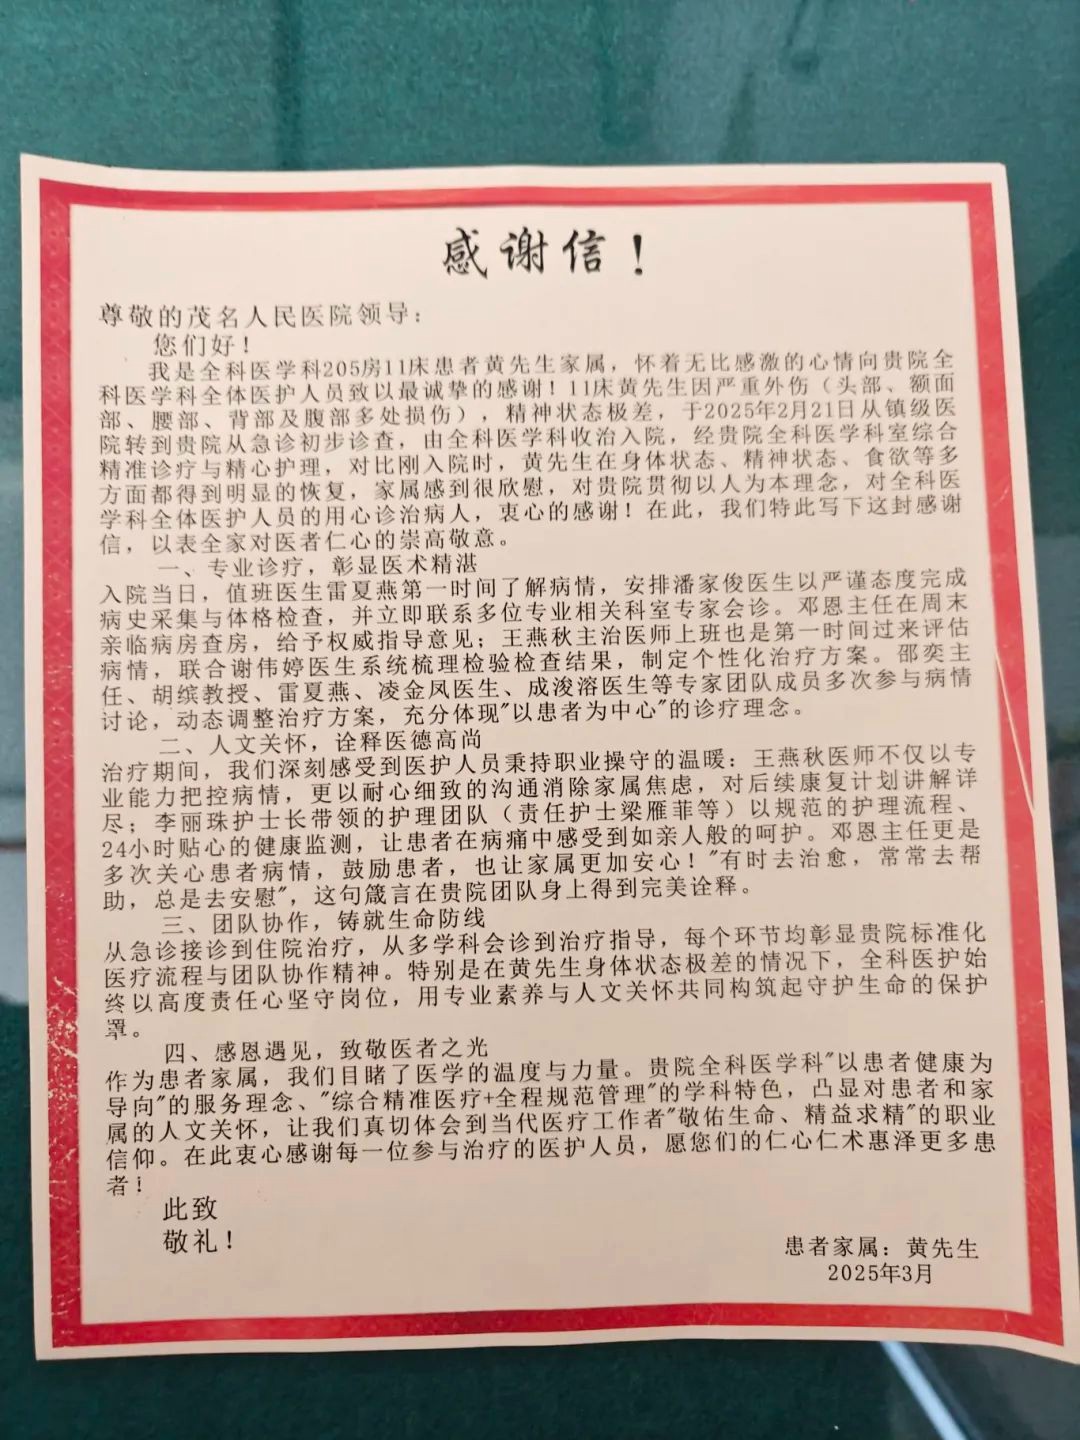 感谢信！
尊敬的茂名人民医院领导：
您们好！
我是全科医学科205房11床患者黄先生家属，怀着无比感激的心情向贵院全
科医学科全体医护人员致以最诚挚的感谢！11床黄先生因严重外伤（头部、额面
部、腰部、背部及腹部多处损伤），精神状态极差，于2025年2月21日从镇级医
院转到贵院从急诊初步诊查，由全科医学科收治入院，经贵院全科医学科室综合
精准诊疗与精心护理，对比刚入院时，黄先生在身体状态、精神状态、食欲等多
方面都得到明显的恢复，家属感到很欣慰，对贵院贯彻以人为本理念，对全科医
学科全体医护人员的用心诊治病人，衷心的感谢！在此，我们特此写下这封感谢
信，以表全家对医者仁心的崇高敬意。
一、专业诊疗，彰显医术精湛
入院当日，值班医生雷夏燕第一时间了解病情，安排潘家俊医生以严谨态度完成
病史采集与体格检查，并立即联系多位专业相关科室专家会诊。邓恩主任在周末
亲临病房查房，给予权威指导意见；王燕秋主治医师上班也是第一时间过来评估
病情，联合谢伟婷医生系统梳理检验检查结果，制定个性化治疗方案。邵奕主
任、胡缤教授、雷夏燕、凌金凤医生、成浚溶医生等专家团队成员多次参与病情
讨论，动态调整治疗方案，充分体现"以患者为中心"的诊疗理念。
二、人文关怀，诠释医德高尚
治疗期间，我们深刻感受到医护人员秉持职业操守的温暖：王燕秋医师不仅以专
业能力把控病情，更以耐心细致的沟通消除家属焦虑，对后续康复计划讲解详
尽；李丽珠护士长带领的护理团队（责任护士梁雁菲等）以规范的护理流程、
24小时贴心的健康监测，让患者在病痛中感受到如亲人般的呵护。邓恩主任更是
多次关心患者病情，鼓励患者，也让家属更加安心！"有时去治愈，常常去帮
助，总是去安慰"，这句箴言在贵院团队身上得到完美诠释。
三、团队协作，铸就生命防线
从急诊接诊到住院治疗，从多学科会诊到治疗指导，每个环节均彰显贵院标准化
医疗流程与团队协作精神。特别是在黄先生身体状态极差的情况下，全科医护始
终以高度责任心坚守岗位，用专业素养与人文关怀共同构筑起守护生命的保护
罩。
四、感恩遇见，致敬医者之光
作为患者家属，我们目睹了医学的温度与力量。贵院全科医学科"以患者健康为
导向"的服务理念、"综合精准医疗+全程规范管理"的学科特色，凸显对患者和家
属的人文关怀，让我们真切体会到当代医疗工作者"敬佑生命、精益求精"的职业
信仰。在此衷心感谢每一位参与治疗的医护人员，愿您们的仁心仁术惠泽更多患
者！
此致
敬礼！
患者家属：黄先生
2025年3月